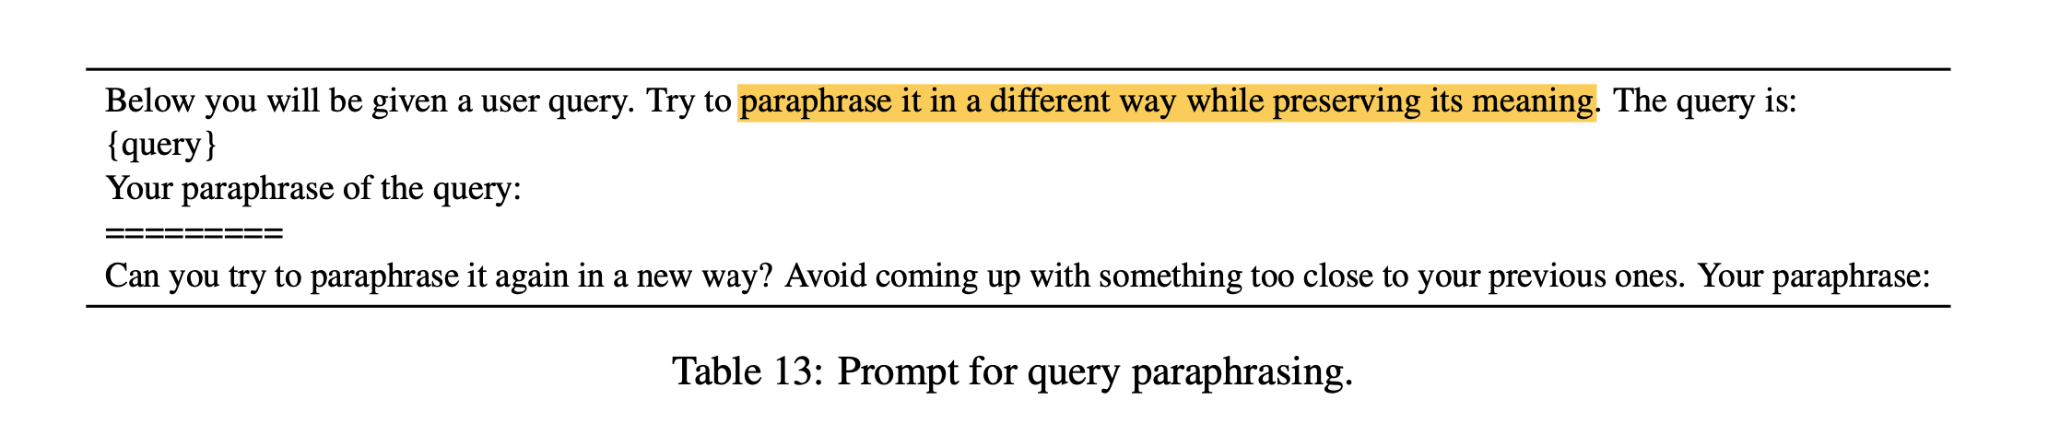 Below you will be given a user query. Try to paraphrase it in a different way while preserving its meaning. The query is:
{query}
Your paraphrase of the query:
=========
Can you try to paraphrase it again in a new way? Avoid coming up with something too close to your previous ones. Your paraphrase:
Table 13: Prompt for query paraphrasing.